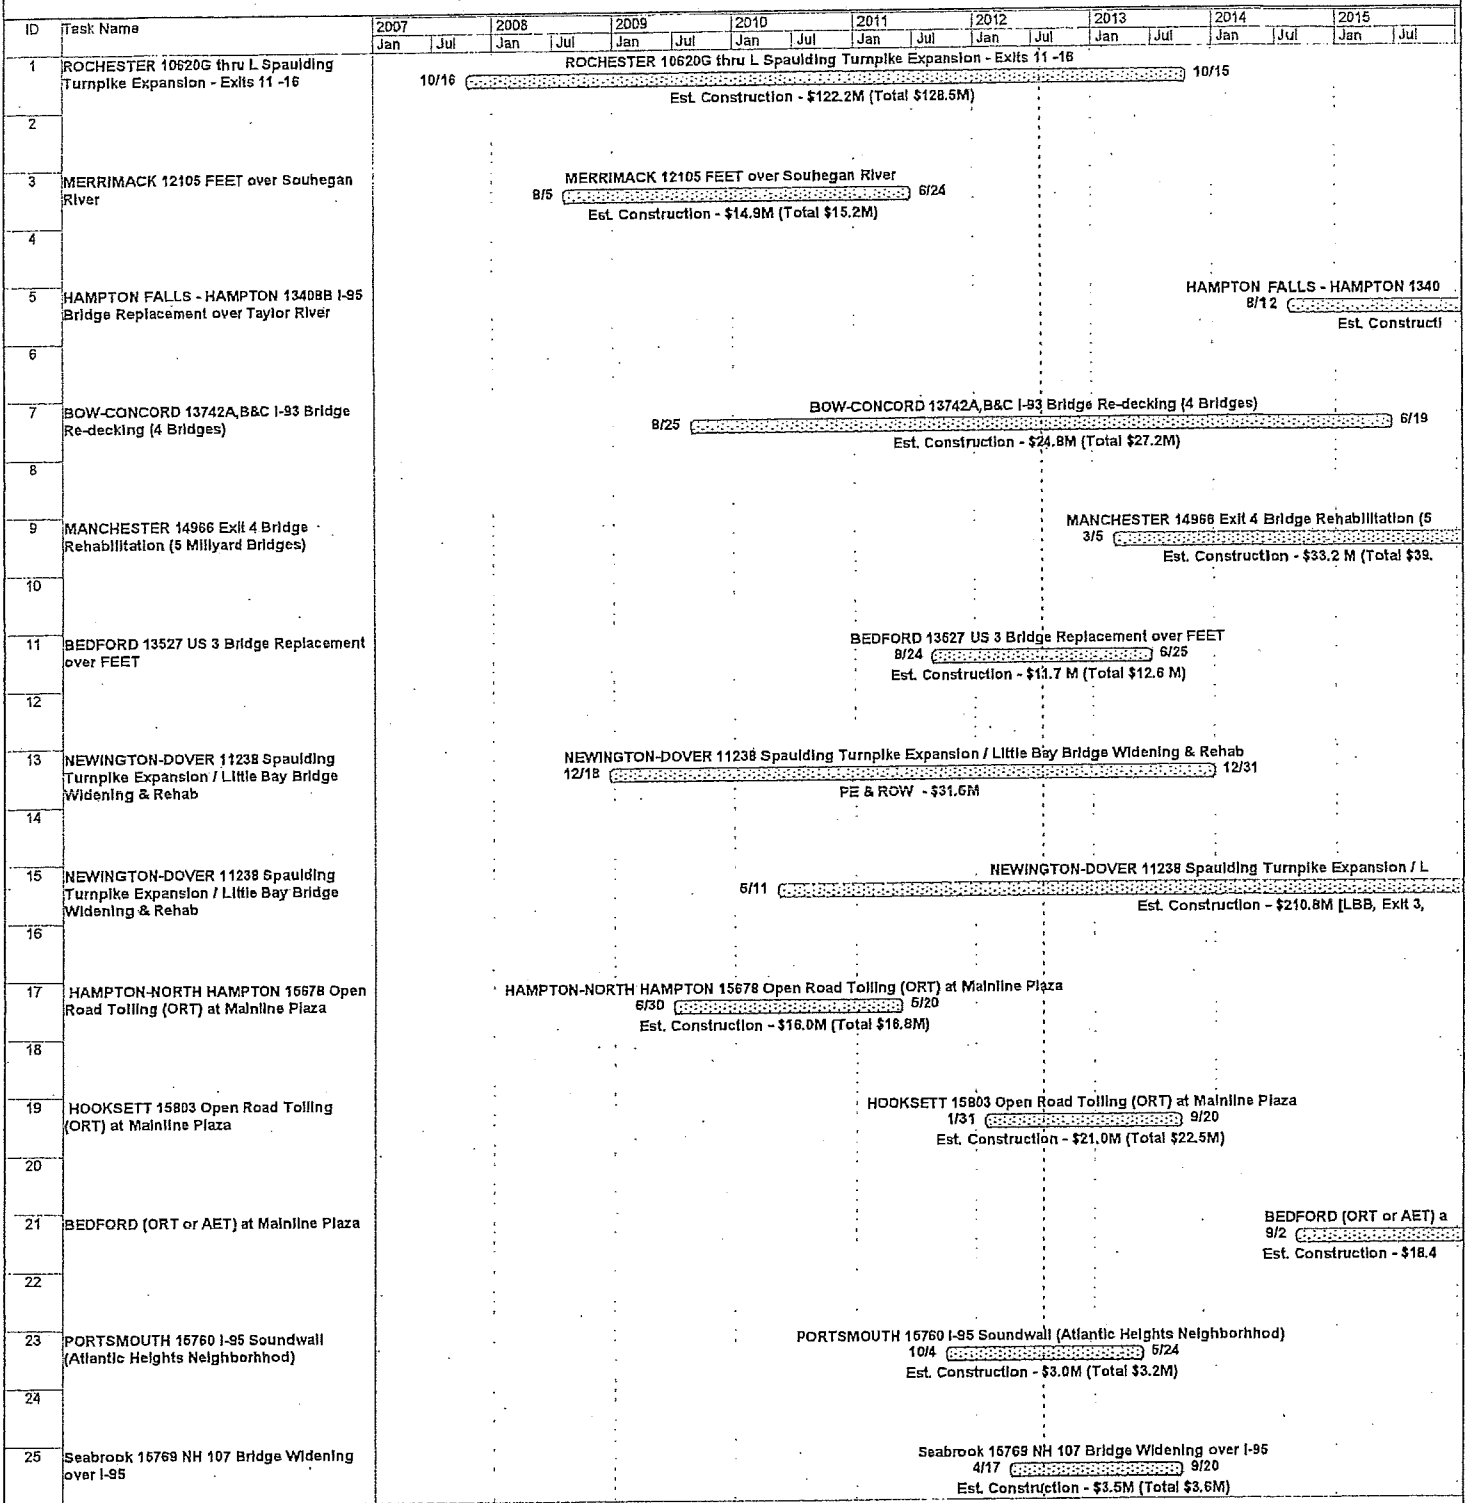 ID Task Name 2007 2008 2009 2010 2011 2012 2013 2014 2015
Jan Jul Jan Jul Jan Jul Jan Jul Jan Jul Jan Jul Jan Jul Jan Jul Jan Jul
1 ROCHESTER 10620G thru L Spaulding
Turnpike Expansion - Exits 11 -16
ROCHESTER 10620G thru L Spaulding Turnpike Expansion - Exits 11 -16
10/16 10/15
Est. Construction - $122.2M (Total $128.5M)
2
3 MERRIMACK 12105 FEET over Souhegan
River
MERRIMACK 12105 FEET over Souhegan River
8/5 6/24
Est. Construction - $14.9M (Total $15.2M)
4
5 HAMPTON FALLS - HAMPTON 13408B I-95
Bridge Replacement over Taylor River
HAMPTON FALLS - HAMPTON 1340
8/12
Est. Constructi
6
7 BOW-CONCORD 13742A,B&C I-93 Bridge
Re-decking (4 Bridges)
BOW-CONCORD 13742A,B&C I-93 Bridge Re-decking (4 Bridges)
8/25 6/19
Est. Construction - $24.8M (Total $27.2M)
8
9 MANCHESTER 14966 Exit 4 Bridge
Rehabilitation (5 Millyard Bridges)
MANCHESTER 14966 Exit 4 Bridge Rehabilitation (5
3/5
Est. Construction - $33.2 M (Total $39.
10
11 BEDFORD 13527 US 3 Bridge Replacement
over FEET
BEDFORD 13527 US 3 Bridge Replacement over FEET
8/24 6/25
Est. Construction - $11.7 M (Total $12.6 M)
12
13 NEWINGTON-DOVER 11238 Spaulding
Turnpike Expansion / Little Bay Bridge
Widening & Rehab
NEWINGTON-DOVER 11238 Spaulding Turnpike Expansion / Little Bay Bridge Widening & Rehab
12/18 12/31
PE & ROW - $31.5M
14
15 NEWINGTON-DOVER 11238 Spaulding
Turnpike Expansion / Little Bay Bridge
Widening & Rehab
NEWINGTON-DOVER 11238 Spaulding Turnpike Expansion / L
5/11
Est. Construction - $210.8M [LBB, Exit 3,
16
17 HAMPTON-NORTH HAMPTON 15678 Open
Road Tolling (ORT) at Mainline Plaza
HAMPTON-NORTH HAMPTON 15678 Open Road Tolling (ORT) at Mainline Plaza
6/30 5/20
Est. Construction - $16.0M (Total $16.8M)
18
19 HOOKSETT 15803 Open Road Tolling
(ORT) at Mainline Plaza
HOOKSETT 15803 Open Road Tolling (ORT) at Mainline Plaza
1/31 9/20
Est. Construction - $21.0M (Total $22.5M)
20
21 BEDFORD (ORT or AET) at Mainline Plaza
BEDFORD (ORT or AET) a
9/2
Est. Construction - $18.4
22
23 PORTSMOUTH 15760 I-95 Soundwall
(Atlantic Heights Neighborhhod)
PORTSMOUTH 15760 I-95 Soundwall (Atlantic Heights Neighborhhod)
10/4 5/24
Est. Construction - $3.0M (Total $3.2M)
24
25 Seabrook 15769 NH 107 Bridge Widening
over I-95
Seabrook 15769 NH 107 Bridge Widening over I-95
4/17 9/20
Est. Construction - $3.5M (Total $3.6M)